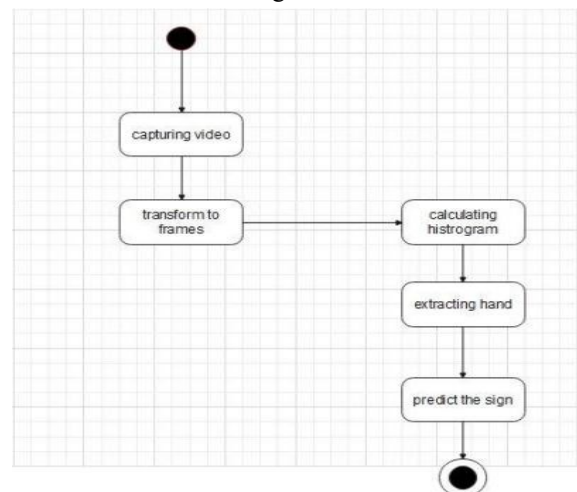 capturing video
transform to
frames
calculating
histrogram
extracting hand
predict the sign